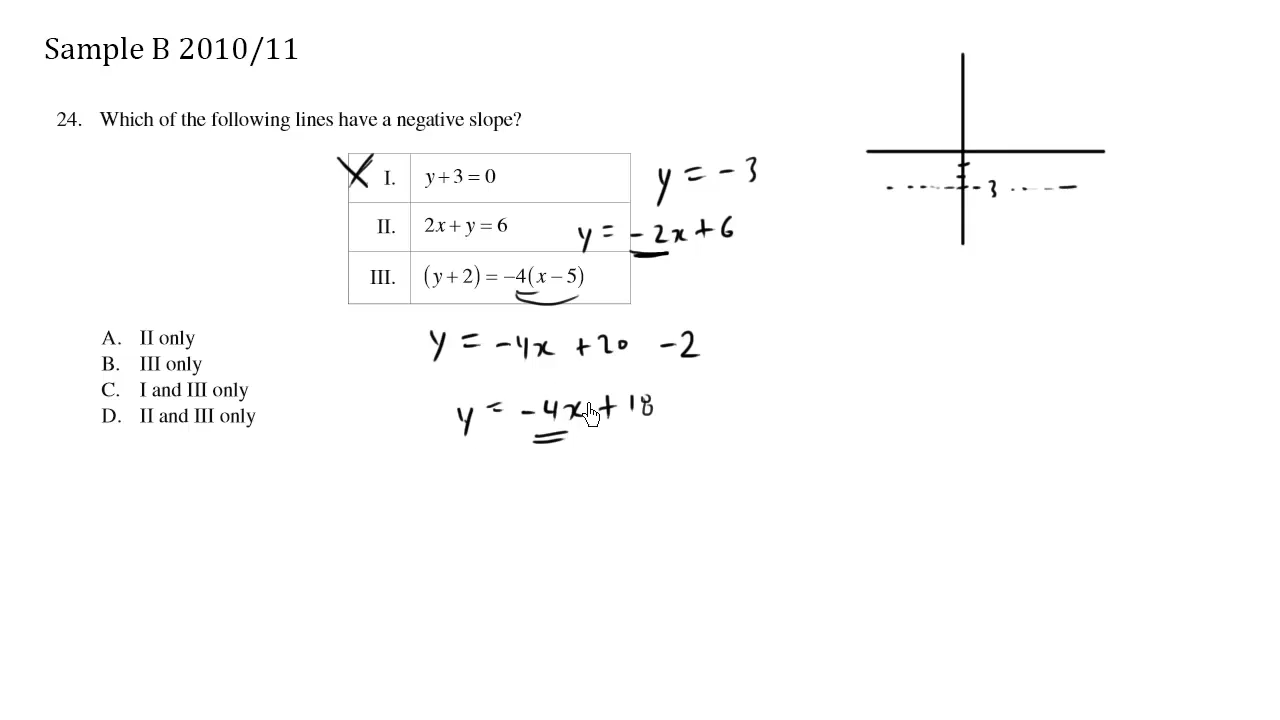 Sample B 2010/11
24. Which of the following lines have a negative slope?
X I. y + 3 = 0 y = - 3
II. 2x + y = 6 y = - 2x + 6
III. (y + 2) = −4(x − 5)
- 3
A. II only
B. III only
C. I and III only
D. II and III only
y = -4x + 20 - 2
y = - 4x + 18